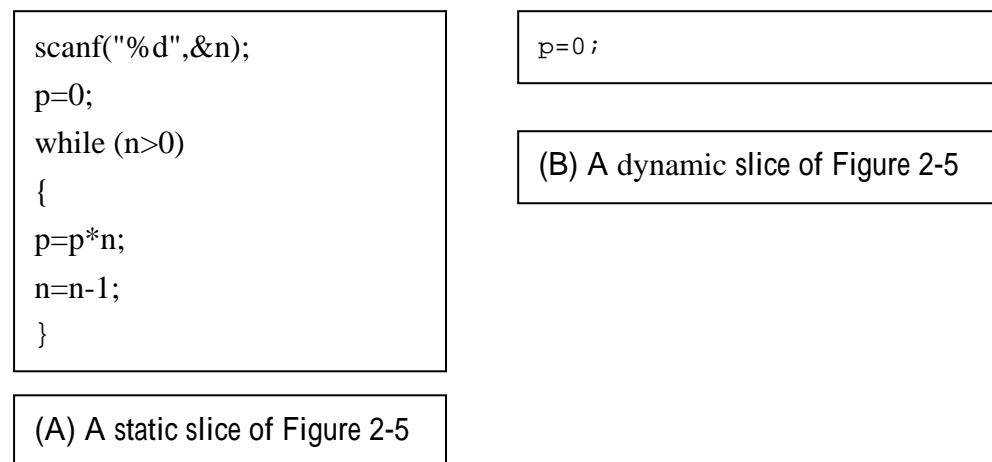 scanf("%d",&n);
p=0;
while (n>0)
{
p=p*n;
n=n-1;
}
(A) A static slice of Figure 2-5
p=0;
(B) A dynamic slice of Figure 2-5